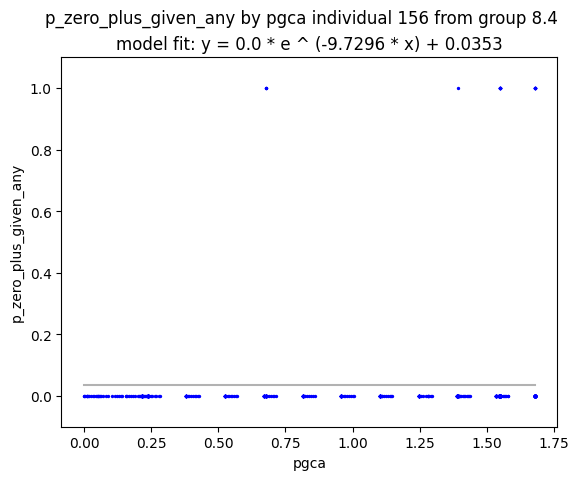 p_zero_plus_given_any by pgca individual 156 from group 8.4
model fit: y = 0.0 * e ^ (-9.7296 * x) + 0.0353
p_zero_plus_given_any
1.0
0.8
0.6
0.4
0.2
0.0
0.00 0.25 0.50 0.75 1.00 1.25 1.50 1.75
pgca